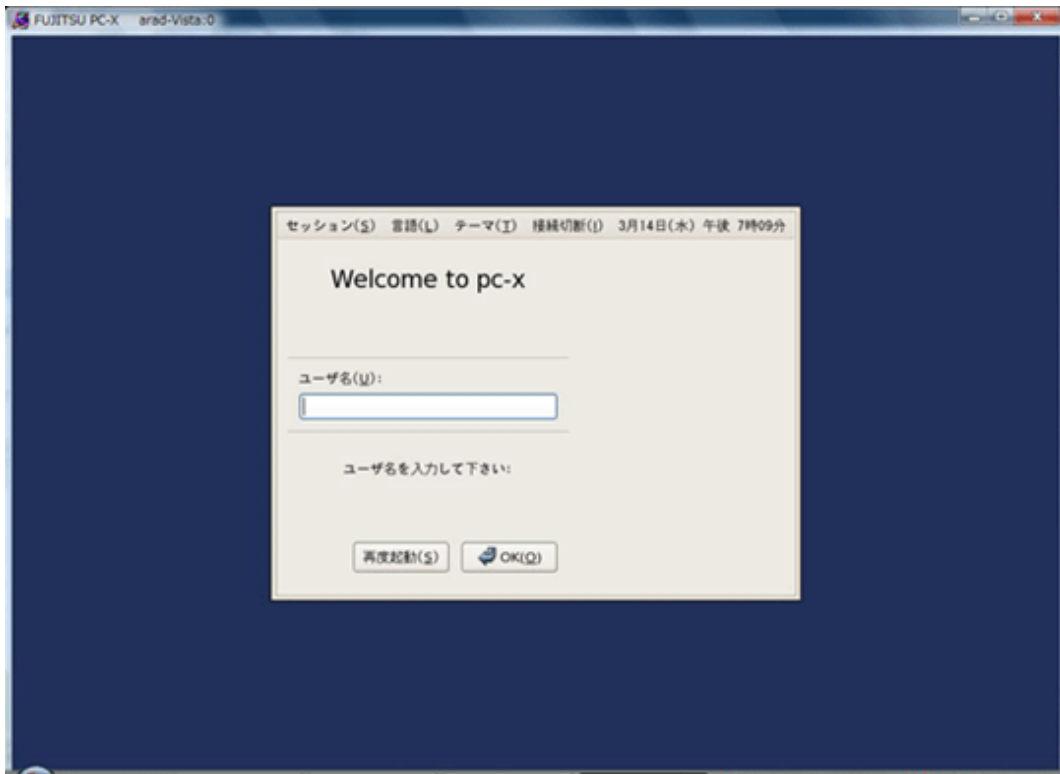 FUJITSU PC-X arad-Vista:0
セッション(S) 言語(L) テーマ(T) 接続切断(I) 3月14日(水) 午後 7時09分
Welcome to pc-x
ユーザ名(U):
ユーザ名を入力して下さい:
再度起動(S) OK(O)